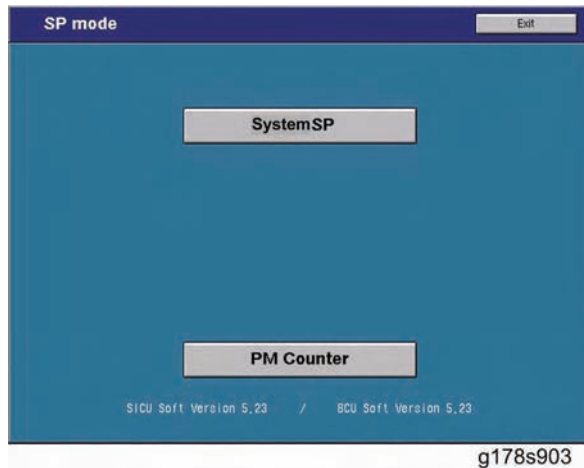 SP mode Exit
SystemSP
PM Counter
SICU Soft Version 5.23 / BCU Soft Version 5.23
g178s903